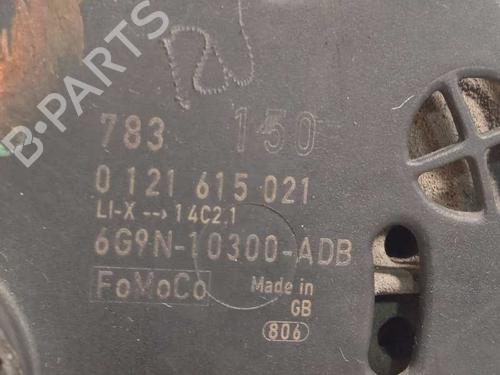 B-PARTS
783 150
0 121 615 021
LI-X --> 14C2.1
6G9N-10300-ADB
FoMoCo Made in
GB
806